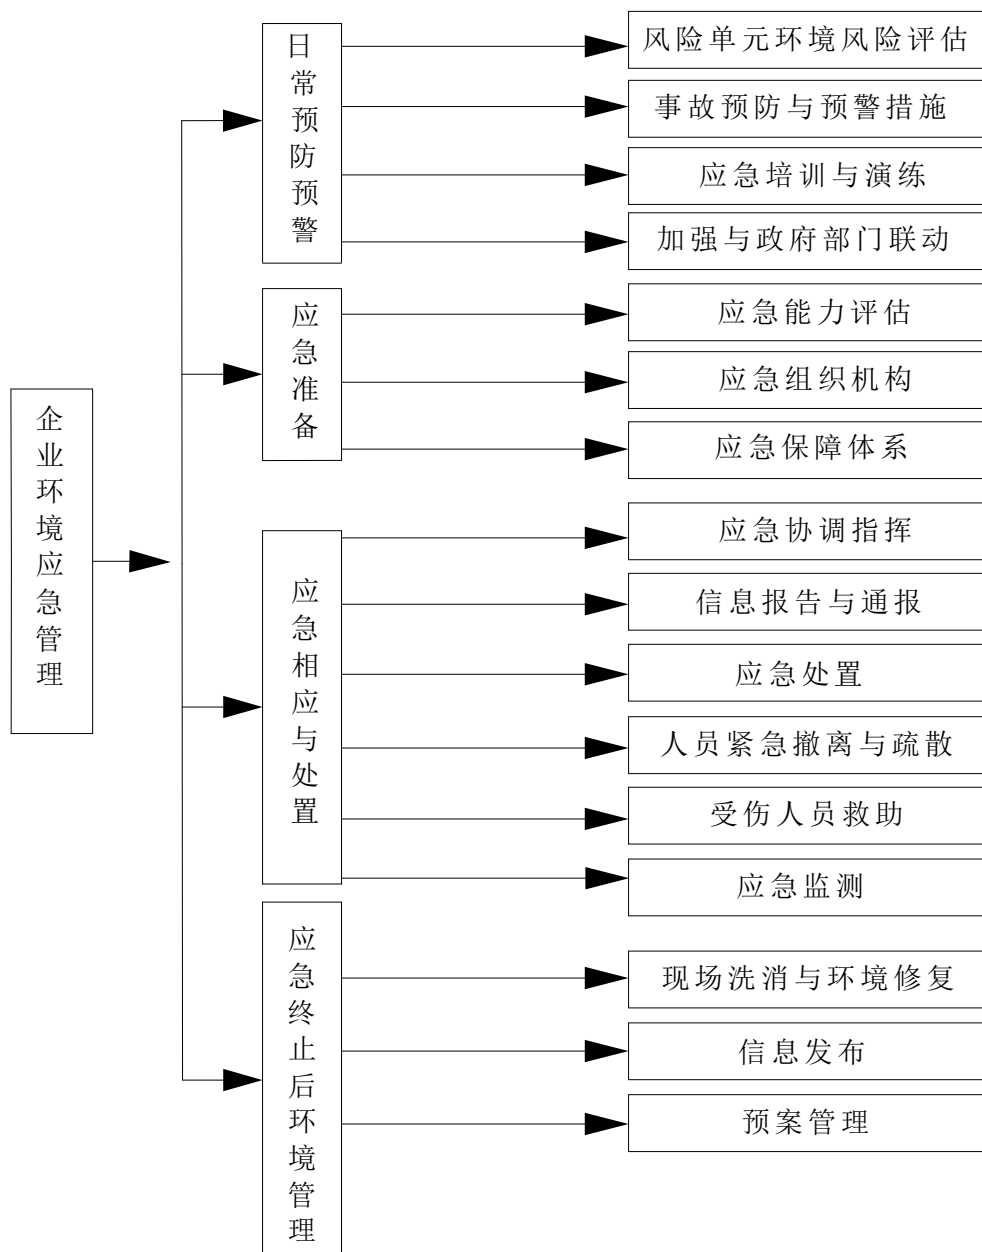 企业环境应急管理
日常预防预警
风险单元环境风险评估
事故预防与预警措施
应急培训与演练
加强与政府部门联动
应急准备
应急能力评估
应急组织机构
应急保障体系
应急相应与处置
应急协调指挥
信息报告与通报
应急处置
人员紧急撤离与疏散
受伤人员救助
应急监测
应急终止后环境管理
现场洗消与环境修复
信息发布
预案管理